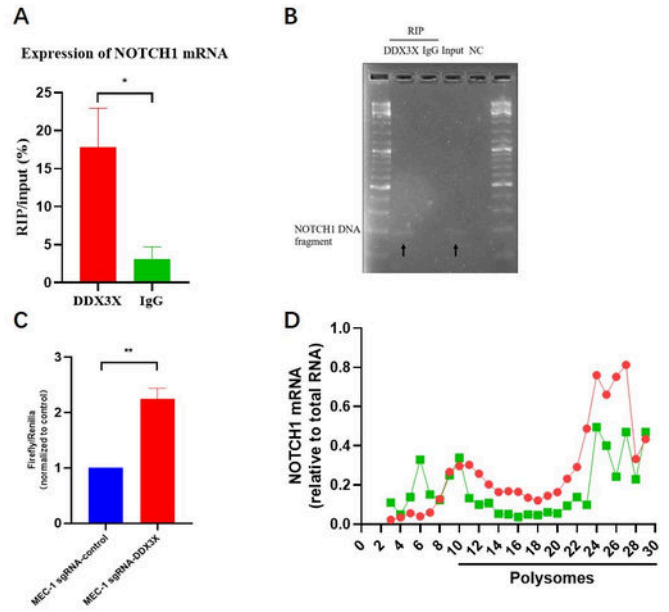 A
Expression of NOTCH1 mRNA
*
25
20
15
10
5
0
RIP/input (%)
DDX3X IgG
B
RIP
DDX3X IgG Input NC
NOTCH1 DNA
fragment
C
**
3
2
1
0
Firefly/Renilla
(normalized to control)
MEC-1 sgRNA-control
MEC-1 sgRNA-DDX3X
D
1.0
0.8
0.6
0.4
0.2
0.0
NOTCH1 mRNA
(relative to total RNA)
0 2 4 6 8 10 12 14 16 18 20 22 24 26 28 30
Polysomes